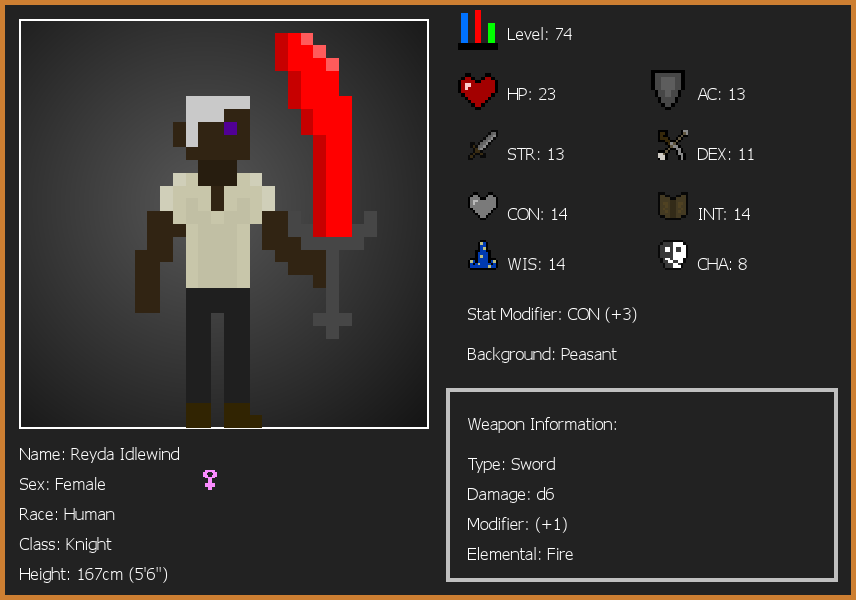 Level: 74
HP: 23
AC: 13
STR: 13
DEX: 11
CON: 14
INT: 14
WIS: 14
CHA: 8
Stat Modifier: CON (+3)
Background: Peasant
Weapon Information:
Type: Sword
Damage: d6
Modifier: (+1)
Elemental: Fire
Name: Reyda Idlewind
Sex: Female
Race: Human
Class: Knight
Height: 167cm (5'6")